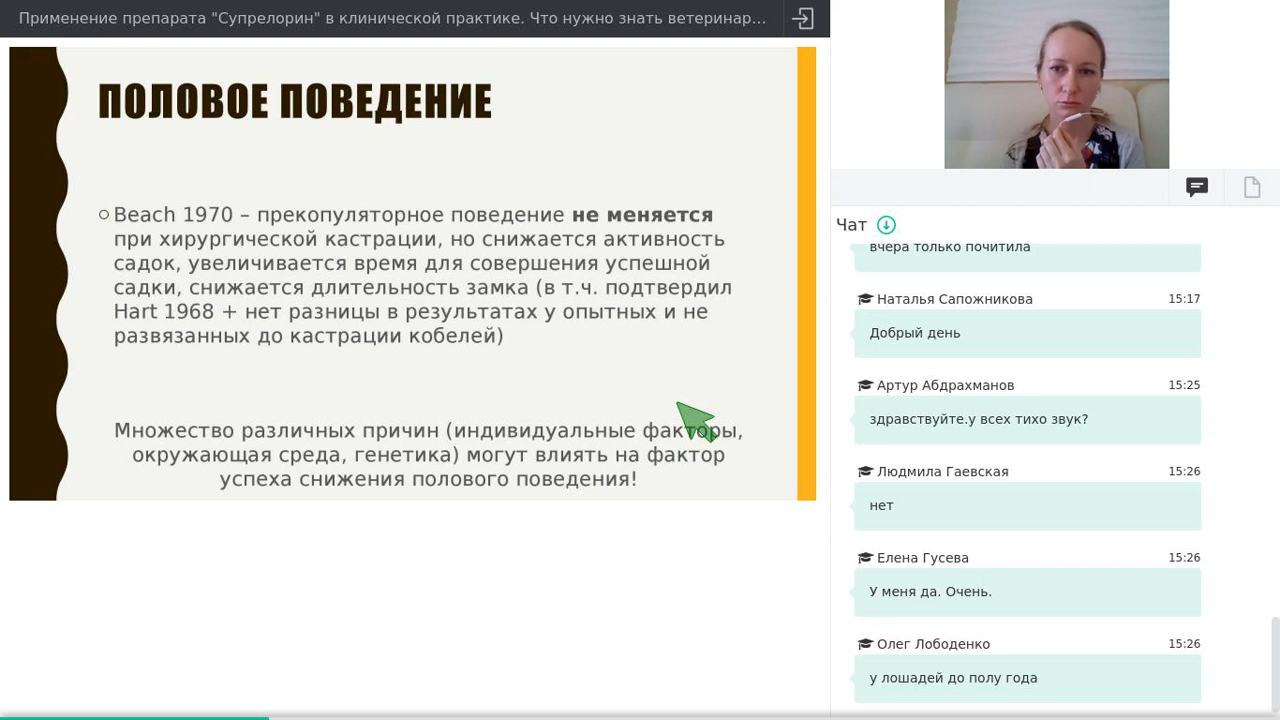 Применение препарата "Супрелорин" в клинической практике. Что нужно знать ветеринар...
ПОЛОВОЕ ПОВЕДЕНИЕ
Beach 1970 – прекопуляторное поведение не меняется
при хирургической кастрации, но снижается активность
садок, увеличивается время для совершения успешной
садки, снижается длительность замка (в т.ч. подтвердил
Hart 1968 + нет разницы в результатах у опытных и не
развязанных до кастрации кобелей)
Множество различных причин (индивидуальные факторы,
окружающая среда, генетика) могут влиять на фактор
успеха снижения полового поведения!
Чат
вчера только почитила
Наталья Сапожникова 15:17
Добрый день
Артур Абдрахманов 15:25
здравствуйте.у всех тихо звук?
Людмила Гаевская 15:26
нет
Елена Гусева 15:26
У меня да. Очень.
Олег Лободенко 15:26
у лошадей до полу года